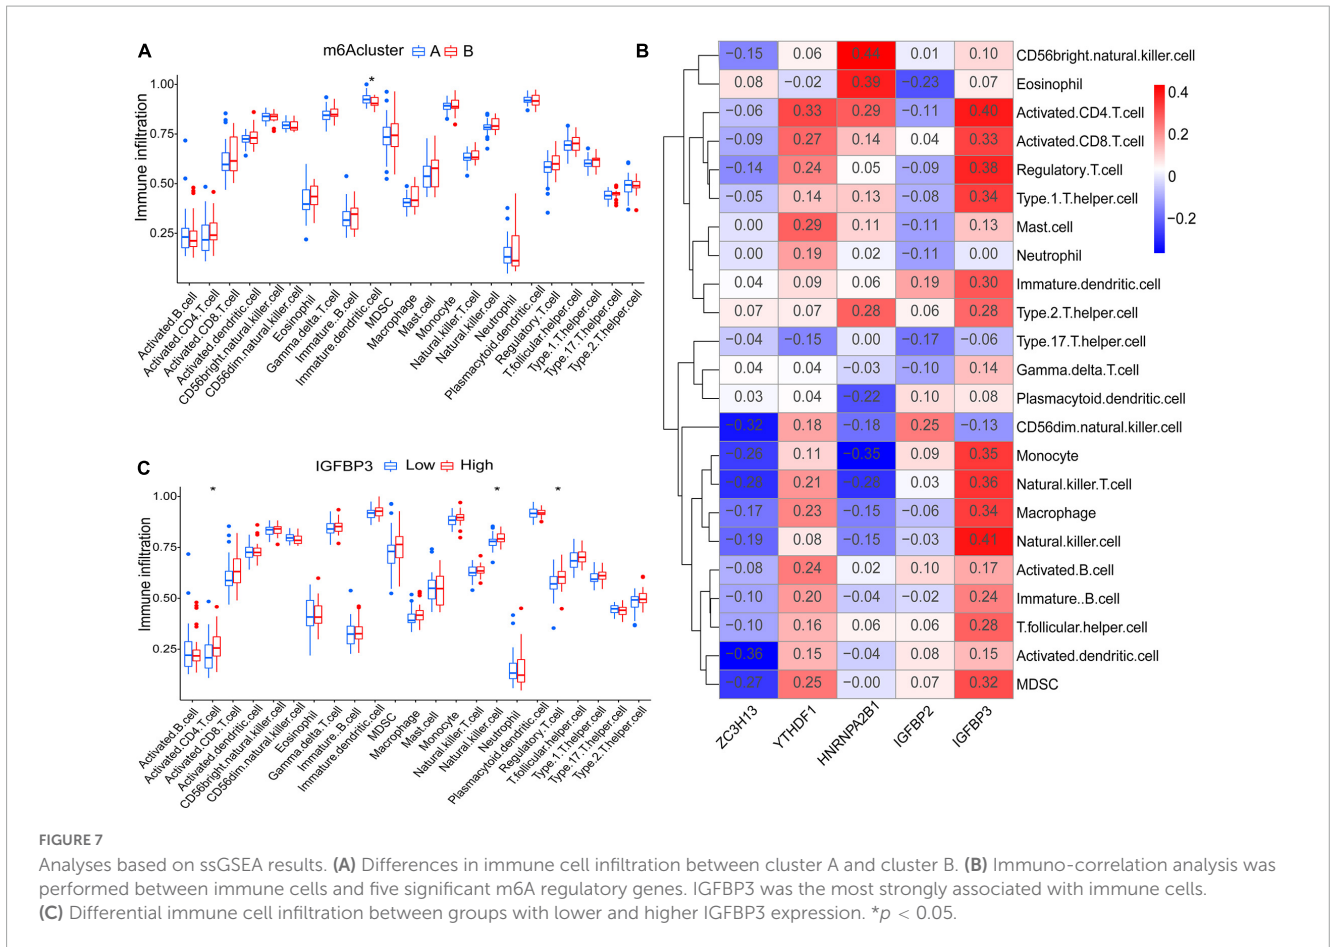 A
m6Acluster A B
*
Immune infiltration
1.00
0.75
0.50
0.25
Activated.B.cell
Activated.CD4.T.cell
Activated.CD8.T.cell
Activated.dendritic.cell
CD56bright.natural.killer.cell
CD56dim.natural.killer.cell
Eosinophil
Gamma.delta.T.cell
Immature..B.cell
Immature.dendritic.cell
MDSC
Macrophage
Mast.cell
Monocyte
Natural.killer.T.cell
Natural.killer.cell
Neutrophil
Plasmacytoid.dendritic.cell
Regulatory.T.cell
T.follicular.helper.cell
Type.1.T.helper.cell
Type.17.T.helper.cell
Type.2.T.helper.cell
B
−0.15 0.06 0.44 0.01 0.10 CD56bright.natural.killer.cell
0.08 −0.02 0.39 −0.23 0.07 Eosinophil
−0.06 0.33 0.29 −0.11 0.40 Activated.CD4.T.cell
−0.09 0.27 0.14 0.04 0.33 Activated.CD8.T.cell
−0.14 0.24 0.05 −0.09 0.38 Regulatory.T.cell
−0.05 0.14 0.13 −0.08 0.34 Type.1.T.helper.cell
0.00 0.29 0.11 −0.11 0.13 Mast.cell
−0.00 0.19 0.02 −0.11 0.00 Neutrophil
0.04 0.09 0.06 0.19 0.30 Immature.dendritic.cell
0.07 0.07 0.28 0.06 0.28 Type.2.T.helper.cell
−0.04 −0.15 0.00 −0.17 −0.06 Type.17.T.helper.cell
0.04 0.04 −0.03 −0.10 0.14 Gamma.delta.T.cell
0.03 0.04 −0.22 0.10 0.08 Plasmacytoid.dendritic.cell
−0.32 0.18 −0.18 0.25 −0.13 CD56dim.natural.killer.cell
−0.26 0.11 −0.35 0.09 0.35 Monocyte
−0.28 0.21 −0.29 0.03 0.36 Natural.killer.T.cell
−0.17 0.23 −0.15 −0.06 0.34 Macrophage
−0.19 0.08 −0.15 −0.03 0.41 Natural.killer.cell
−0.08 0.24 0.02 0.10 0.17 Activated.B.cell
−0.10 0.20 −0.04 −0.02 0.24 Immature..B.cell
−0.10 0.16 0.06 0.06 0.28 T.follicular.helper.cell
−0.36 0.15 −0.04 0.08 0.15 Activated.dendritic.cell
−0.27 0.25 −0.00 0.07 0.32 MDSC
ZC3H13
YTHDF1
HNRNPA2B1
IGFBP2
IGFBP3
0.4
0.2
0
−0.2
C
IGFBP3 Low High
* * *
Immune infiltration
1.00
0.75
0.50
0.25
Activated.B.cell
Activated.CD4.T.cell
Activated.CD8.T.cell
Activated.dendritic.cell
CD56bright.natural.killer.cell
CD56dim.natural.killer.cell
Eosinophil
Gamma.delta.T.cell
Immature..B.cell
Immature.dendritic.cell
MDSC
Macrophage
Mast.cell
Monocyte
Natural.killer.T.cell
Natural.killer.cell
Neutrophil
Plasmacytoid.dendritic.cell
Regulatory.T.cell
T.follicular.helper.cell
Type.1.T.helper.cell
Type.17.T.helper.cell
Type.2.T.helper.cell
FIGURE 7
Analyses based on ssGSEA results. (A) Differences in immune cell infiltration between cluster A and cluster B. (B) Immuno-correlation analysis was
performed between immune cells and five significant m6A regulatory genes. IGFBP3 was the most strongly associated with immune cells.
(C) Differential immune cell infiltration between groups with lower and higher IGFBP3 expression. *p < 0.05.